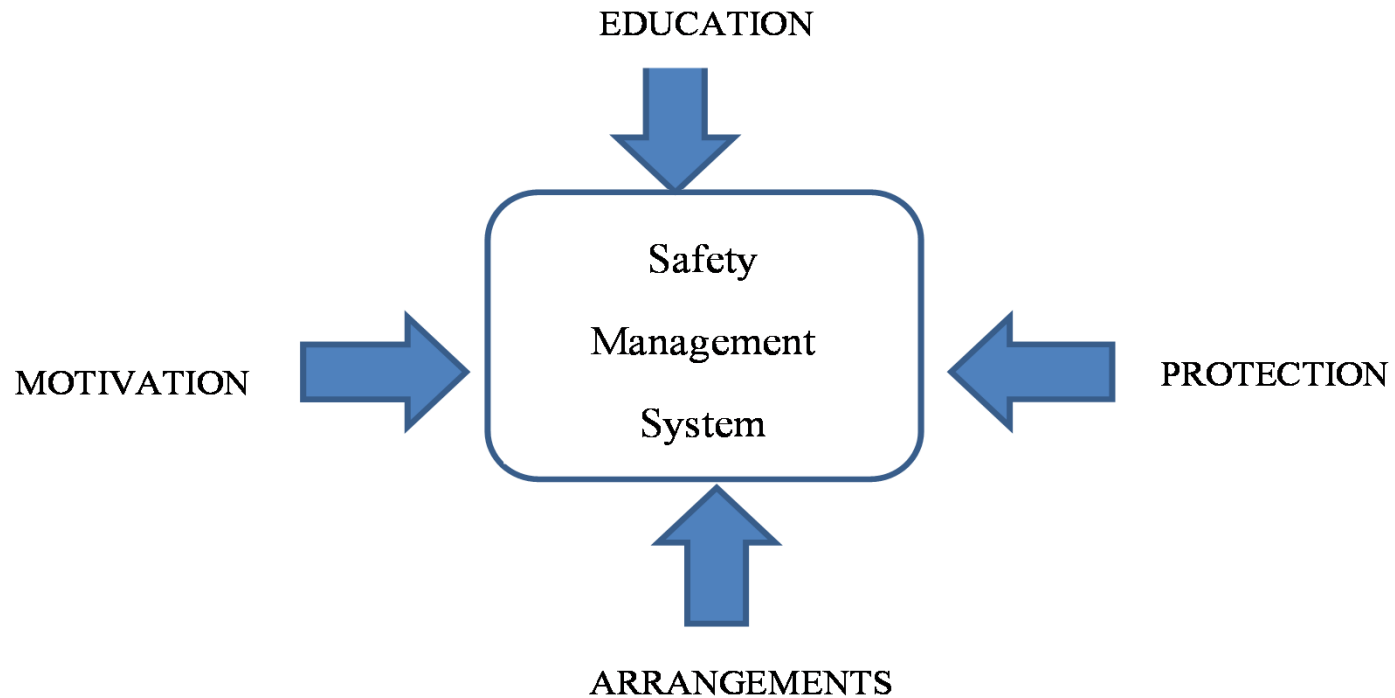 EDUCATION
Safety
Management
System
MOTIVATION
PROTECTION
ARRANGEMENTS